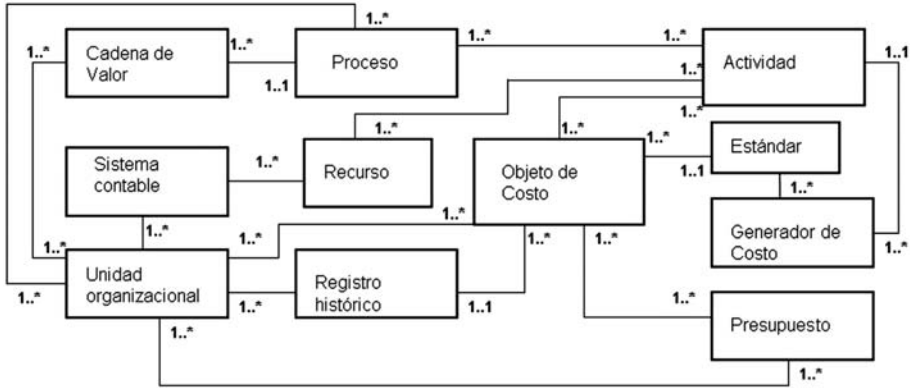 1..*
1..*
1..*
Cadena de
Valor
1..*
1..1
Proceso
1..*
1..*
Actividad
1..1
1..*
1..*
1..*
1..*
1..*
Estándar
1..1
Sistema
contable
1..*
Recurso
Objeto de
Costo
1..*
1..*
1..*
1..*
1..*
1..*
Generador de
Costo
1..*
1..*
Unidad
organizacional
1..*
Registro
histórico
1..1
1..*
1..*
Presupuesto
1..*
1..*